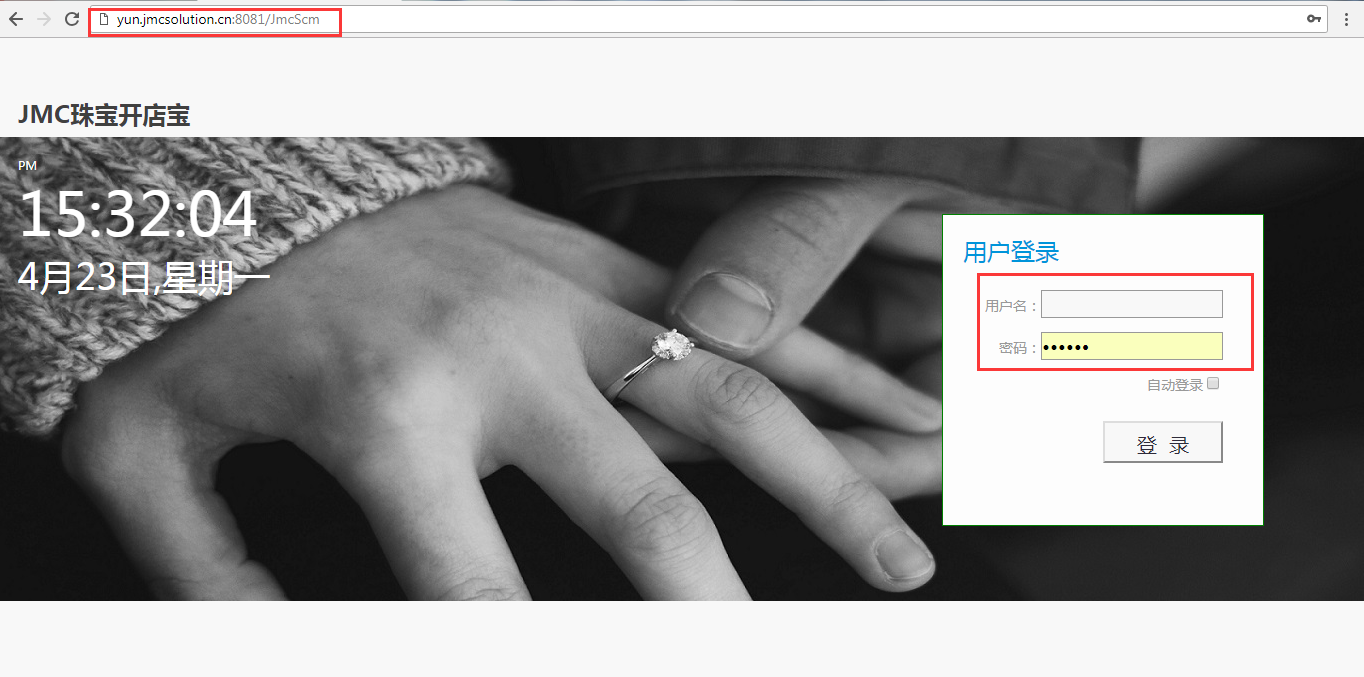 yun.jmcsolution.cn:8081/JmcScm
JMC珠宝开店宝
PM
15:32:04
4月23日,星期一
用户登录
用户名：
密码：••••••
自动登录
登 录